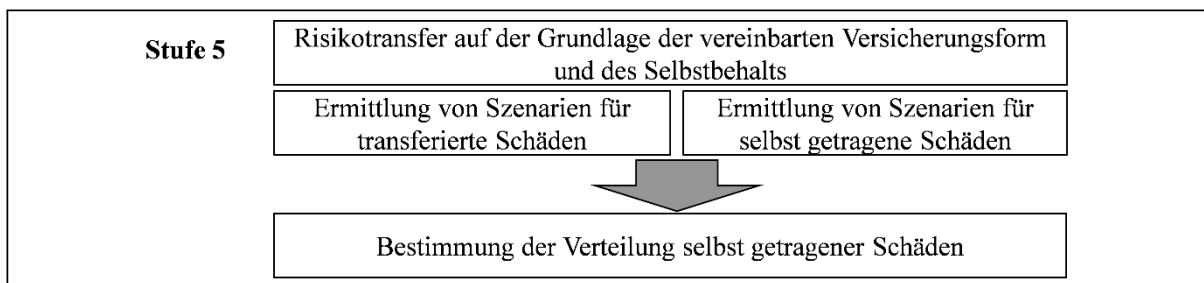 Stufe 5
Risikotransfer auf der Grundlage der vereinbarten Versicherungsform
und des Selbstbehalts
Ermittlung von Szenarien für
transferierte Schäden
Ermittlung von Szenarien für
selbst getragene Schäden
Bestimmung der Verteilung selbst getragener Schäden